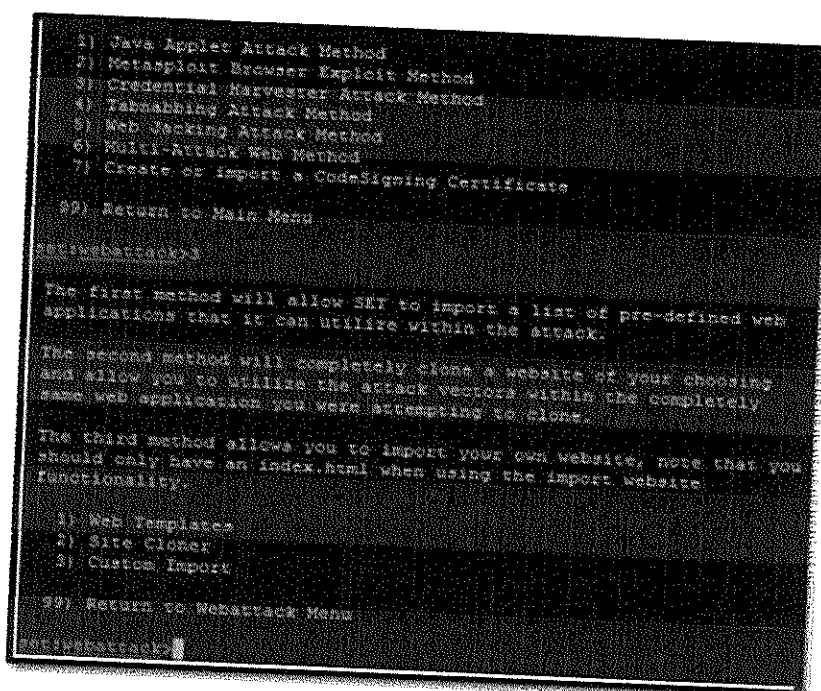 1) Java Applet Attack Method
2) Metasploit Browser Exploit Method
3) Credential Harvester Attack Method
4) Tabnabbing Attack Method
5) Web Jacking Attack Method
6) Multi-Attack Web Method
7) Create or import a CodeSigning Certificate
99) Return to Main Menu
set:webattack>3
The first method will allow SET to import a list of pre-defined web
applications that it can utilize within the attack.
The second method will completely clone a website of your choosing
and allow you to utilize the attack vectors within the completely
same web application you were attempting to clone.
The third method allows you to import your own website, note that you
should only have an index.html when using the import website
functionality.
1) Web Templates
2) Site Cloner
3) Custom Import
99) Return to Webattack Menu
set:webattack>